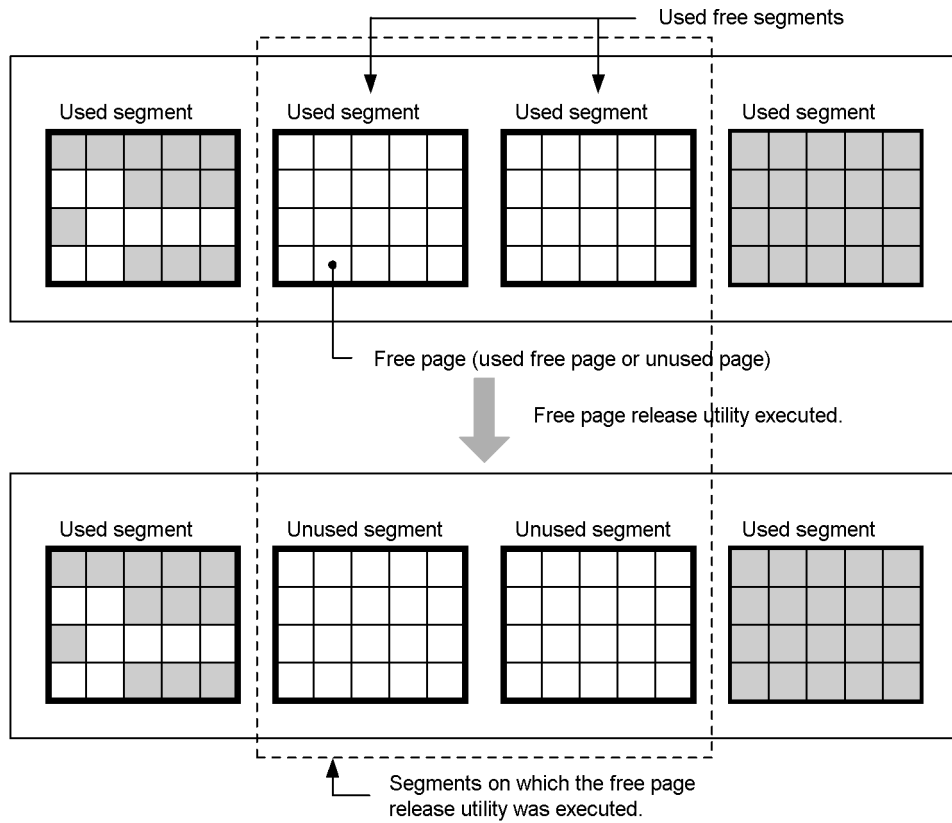 Used free segments
Used segment
Used segment
Used segment
Used segment
Free page (used free page or unused page)
Free page release utility executed.
Used segment
Unused segment
Unused segment
Used segment
Segments on which the free page
release utility was executed.